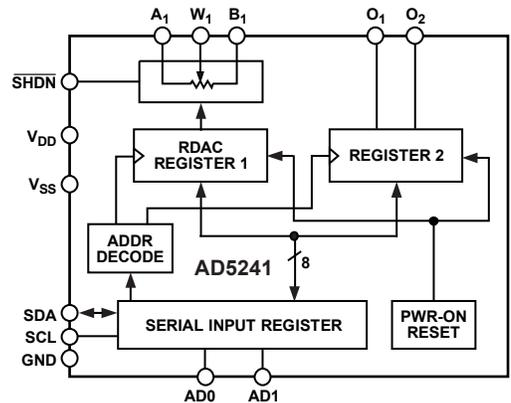 A1 W1 B1 O1 O2
SHDN
VDD
RDAC
REGISTER 1
REGISTER 2
VSS
ADDR
DECODE
AD5241
8
SDA
SERIAL INPUT REGISTER
PWR-ON
RESET
SCL
GND
AD0 AD1